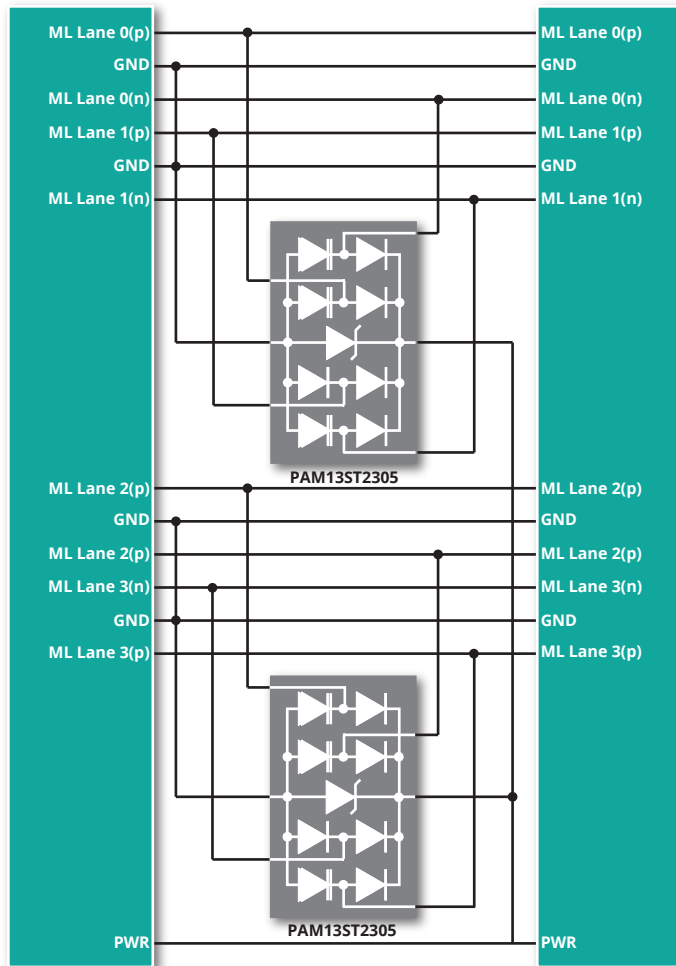 ML Lane 0(p) ML Lane 0(p)
GND GND
ML Lane 0(n) ML Lane 0(n)
ML Lane 1(p) ML Lane 1(p)
GND GND
ML Lane 1(n) ML Lane 1(n)
PAM13ST2305
ML Lane 2(p) ML Lane 2(p)
GND GND
ML Lane 2(p) ML Lane 2(p)
ML Lane 3(n) ML Lane 3(n)
GND GND
ML Lane 3(p) ML Lane 3(p)
PAM13ST2305
PWR PWR